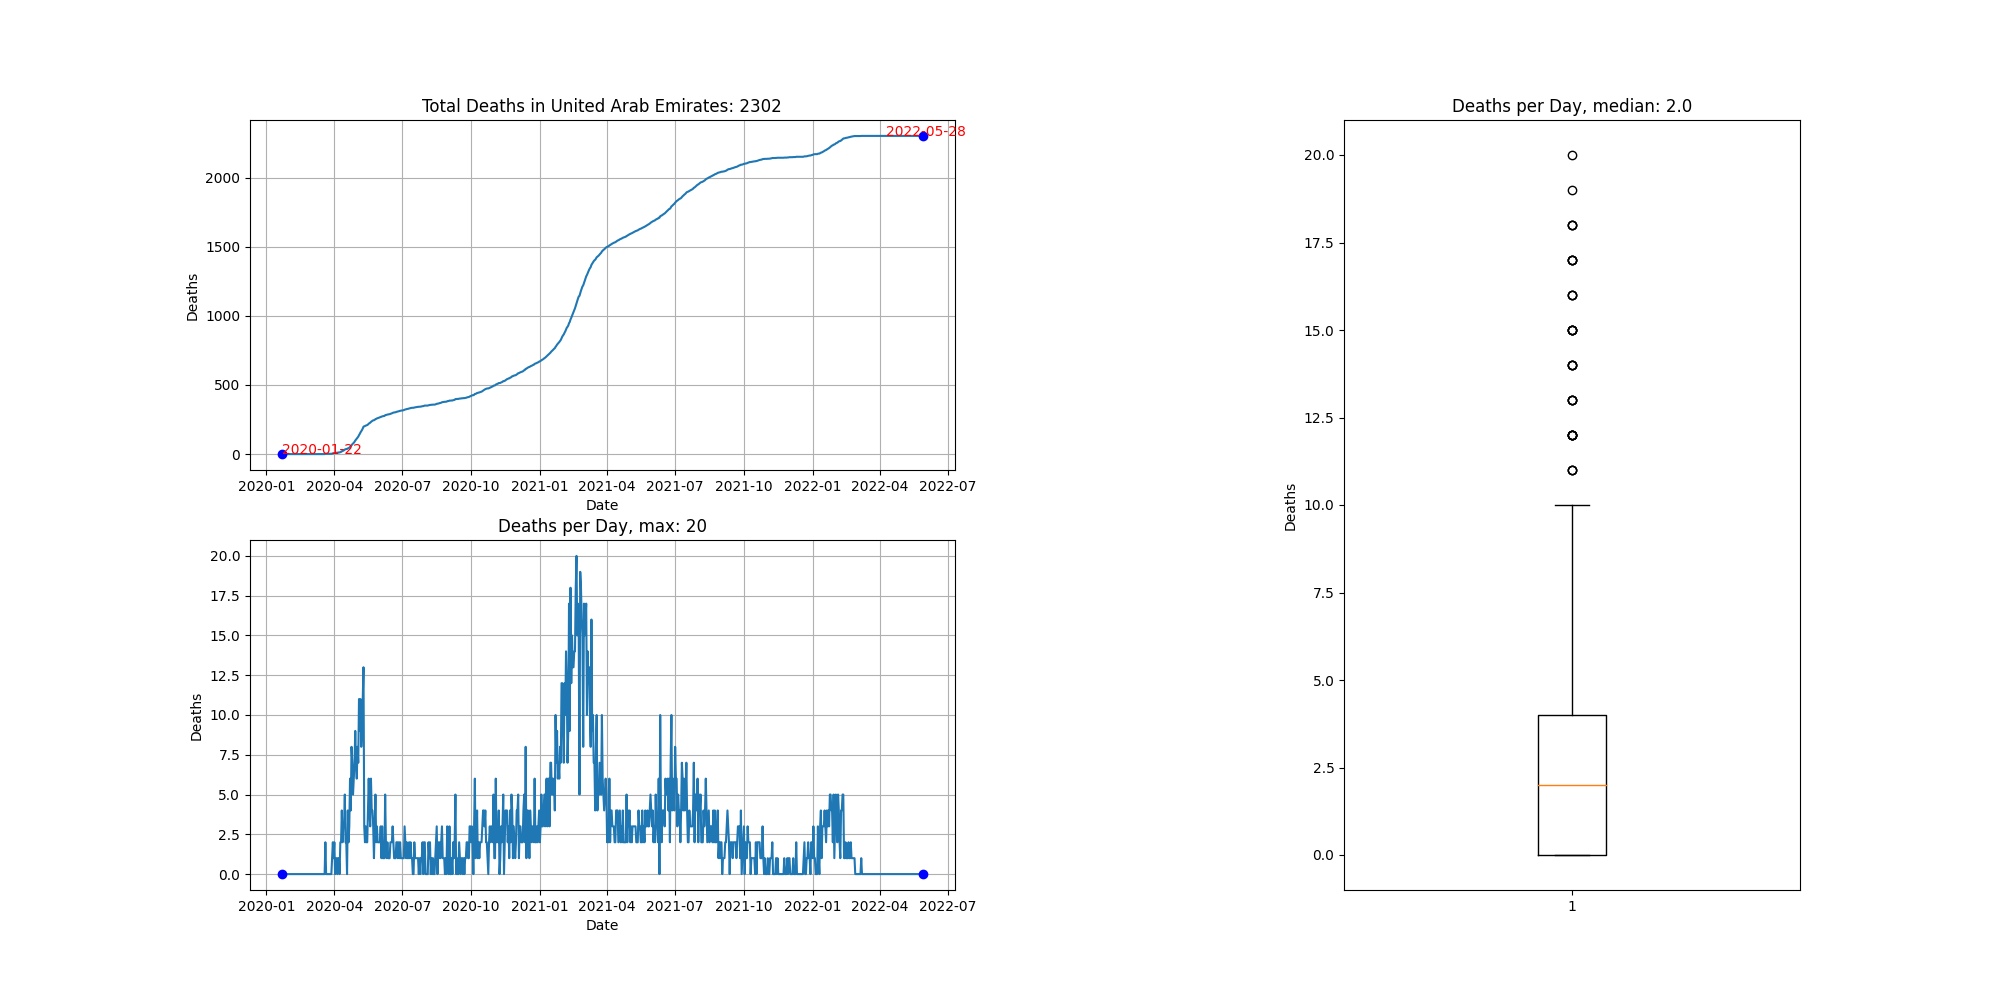 Total Deaths in United Arab Emirates: 2302
2022-05-28
2000
1500
1000
500
0
Deaths
2020-01-22
2020-01 2020-04 2020-07 2020-10 2021-01 2021-04 2021-07 2021-10 2022-01 2022-04 2022-07
Date
Deaths per Day, max: 20
20.0
17.5
15.0
12.5
10.0
7.5
5.0
2.5
0.0
Deaths
2020-01 2020-04 2020-07 2020-10 2021-01 2021-04 2021-07 2021-10 2022-01 2022-04 2022-07
Date
Deaths per Day, median: 2.0
20.0
17.5
15.0
12.5
10.0
7.5
5.0
2.5
0.0
Deaths
1